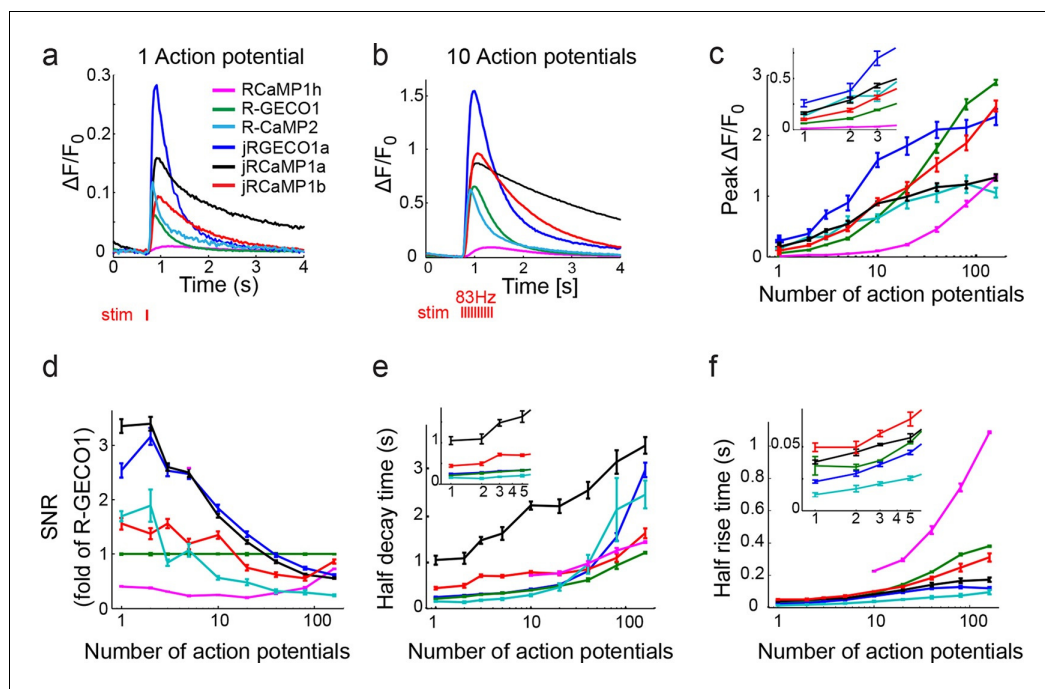 a
1 Action potential
ΔF/F0
0.3
0.2
0.1
0
RCaMP1h
R-GECO1
R-CaMP2
jRGECO1a
jRCaMP1a
jRCaMP1b
0 2 4
Time (s)
stim
b
10 Action potentials
ΔF/F0
1.5
1.0
0.5
0
0 1 2 4
Time [s]
83Hz
stim
c
Peak ΔF/F0
3
2
1
0
0.5
0
1 2 3
1 10 100
Number of action potentials
d
SNR
(fold of R-GECO1)
3
2
1
0
1 10 100
Number of action potentials
e
Half decay time (s)
3
2
1
0
1
0
1 2 3 4 5
1 10 100
Number of action potentials
f
Half rise time (s)
1.0
0.8
0.6
0.4
0.2
0
0.05
0
1 2 3 4 5
1 10 100
Number of action potentials